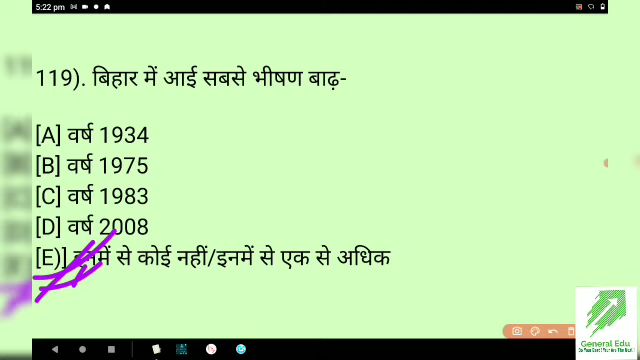 5:22 pm
119). बिहार में आई सबसे भीषण बाढ़-
[A] वर्ष 1934
[B] वर्ष 1975
[C] वर्ष 1983
[D] वर्ष 2008
[E)] इनमें से कोई नहीं/इनमें से एक से अधिक
General Edu